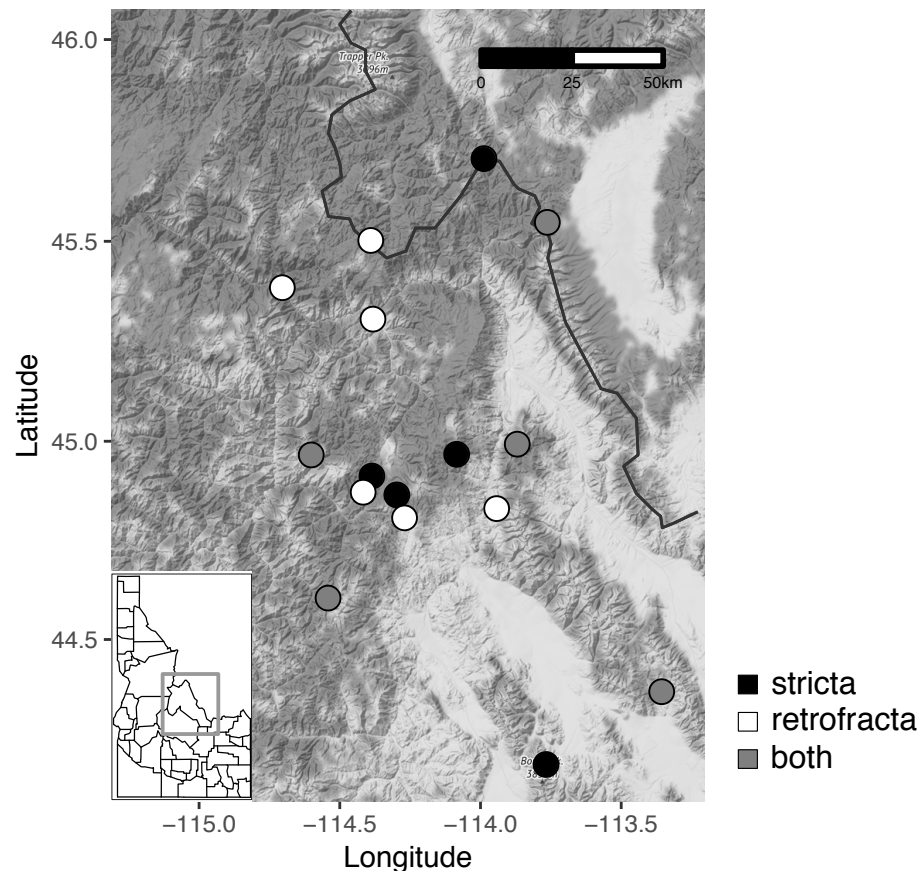 46.0
45.5
45.0
44.5
Latitude
Trapper Pk.
0
25
50km
−115.0
−114.5
−114.0
−113.5
Longitude
stricta
retrofracta
both